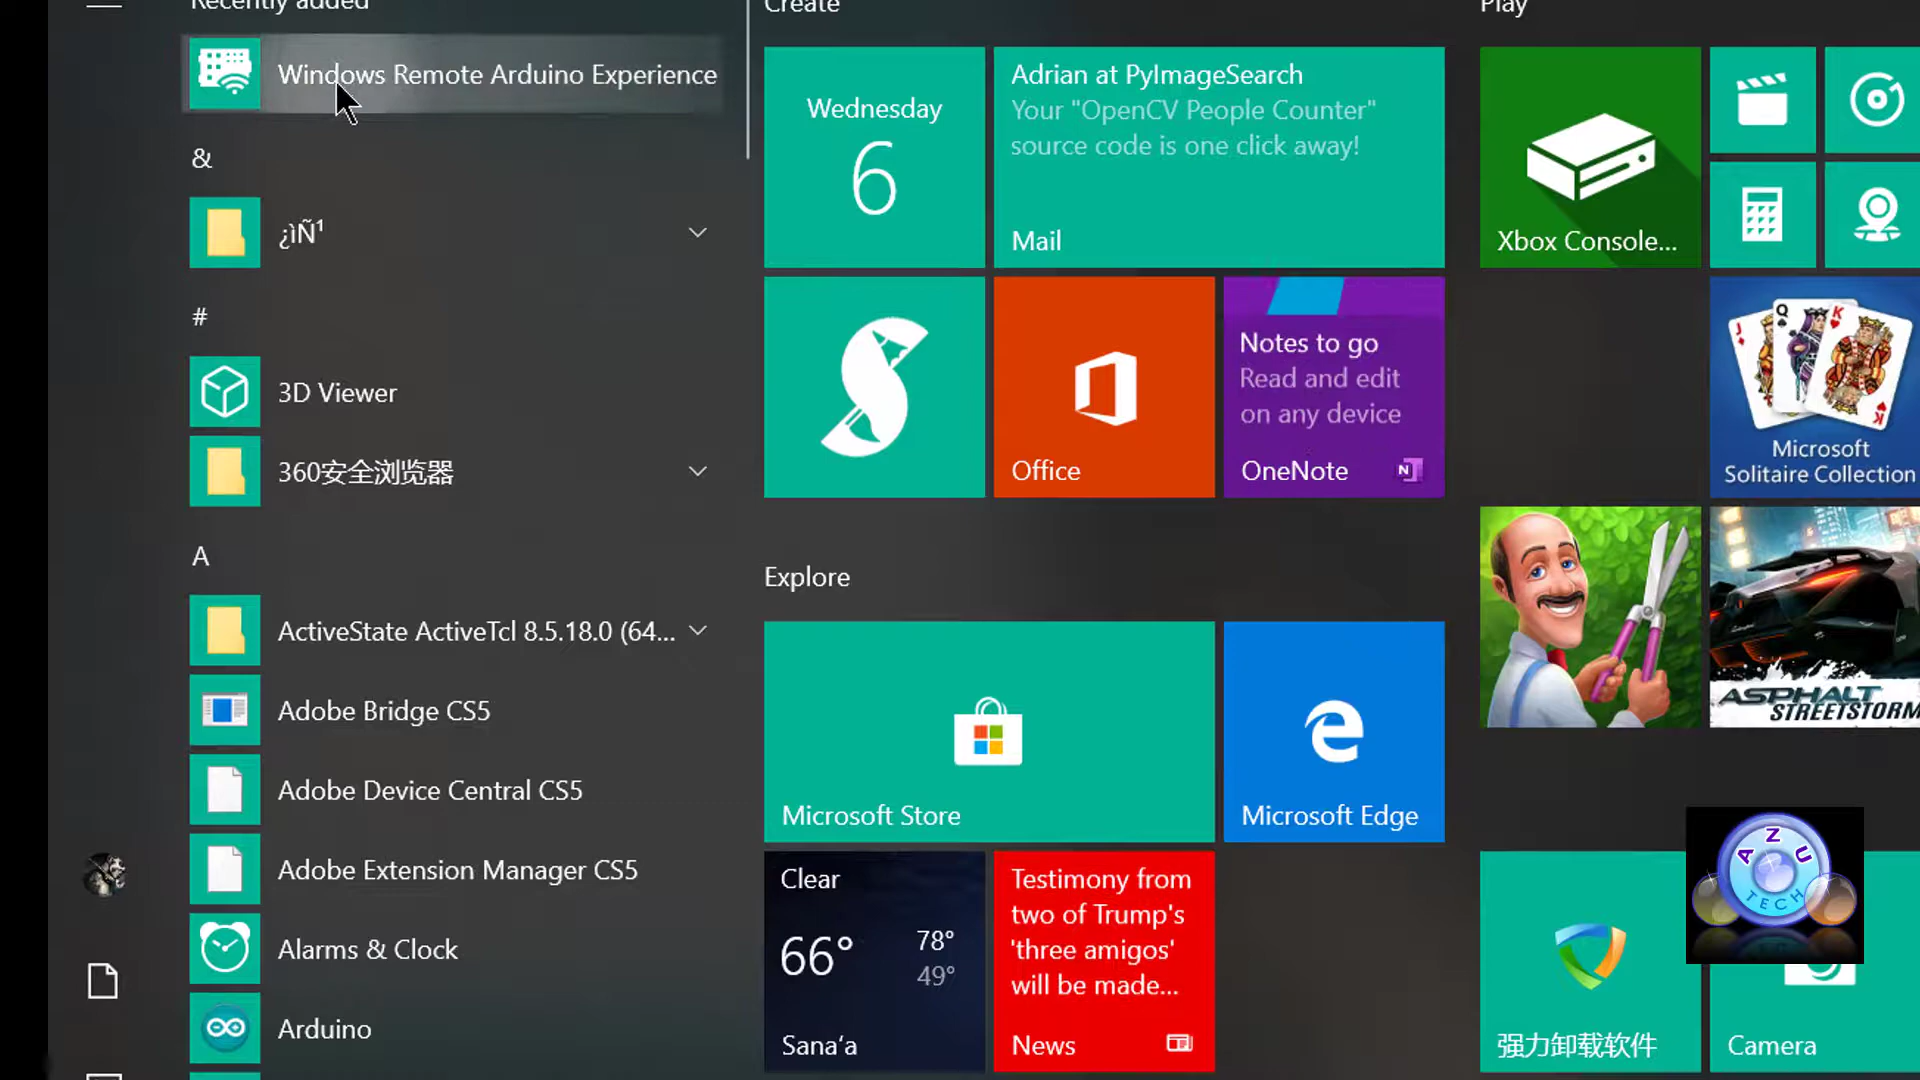 Recently added
Windows Remote Arduino Experience
&
¿ìÑ¹
#
3D Viewer
360安全浏览器
A
ActiveState ActiveTcl 8.5.18.0 (64...
Adobe Bridge CS5
Adobe Device Central CS5
Adobe Extension Manager CS5
Alarms & Clock
Arduino
Create
Wednesday
6
Adrian at PyImageSearch
Your "OpenCV People Counter"
source code is one click away!
Mail
Office
Notes to go
Read and edit
on any device
OneNote
N
Explore
Microsoft Store
Microsoft Edge
Clear
66°
78°
49°
Sana'a
Testimony from
two of Trump's
'three amigos'
will be made...
News
Play
Xbox Console...
J
Q
K
K
Microsoft
Solitaire Collection
ASPHALT
STREETSTORM
强力卸载软件
Camera
AZU
TECH